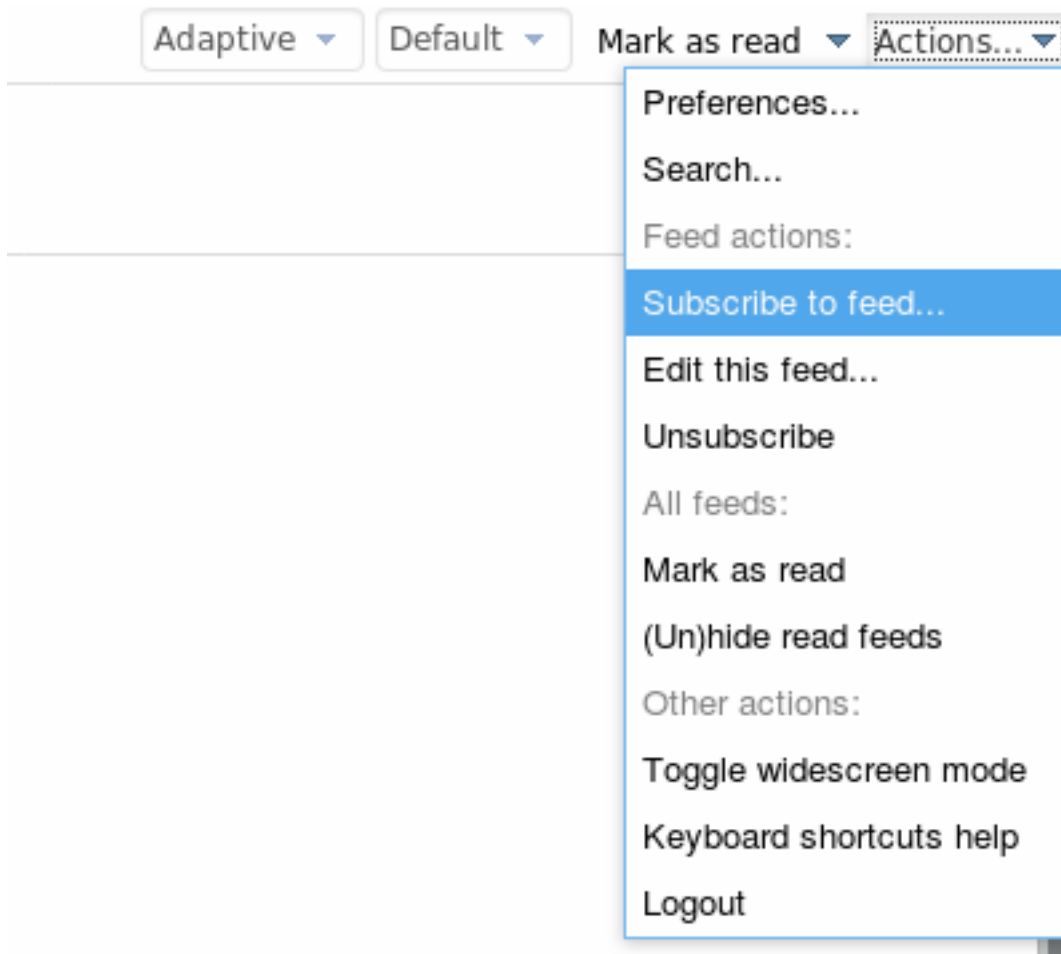 Adaptive Default Mark as read Actions...
Preferences...
Search...
Feed actions:
Subscribe to feed...
Edit this feed...
Unsubscribe
All feeds:
Mark as read
(Un)hide read feeds
Other actions:
Toggle widescreen mode
Keyboard shortcuts help
Logout